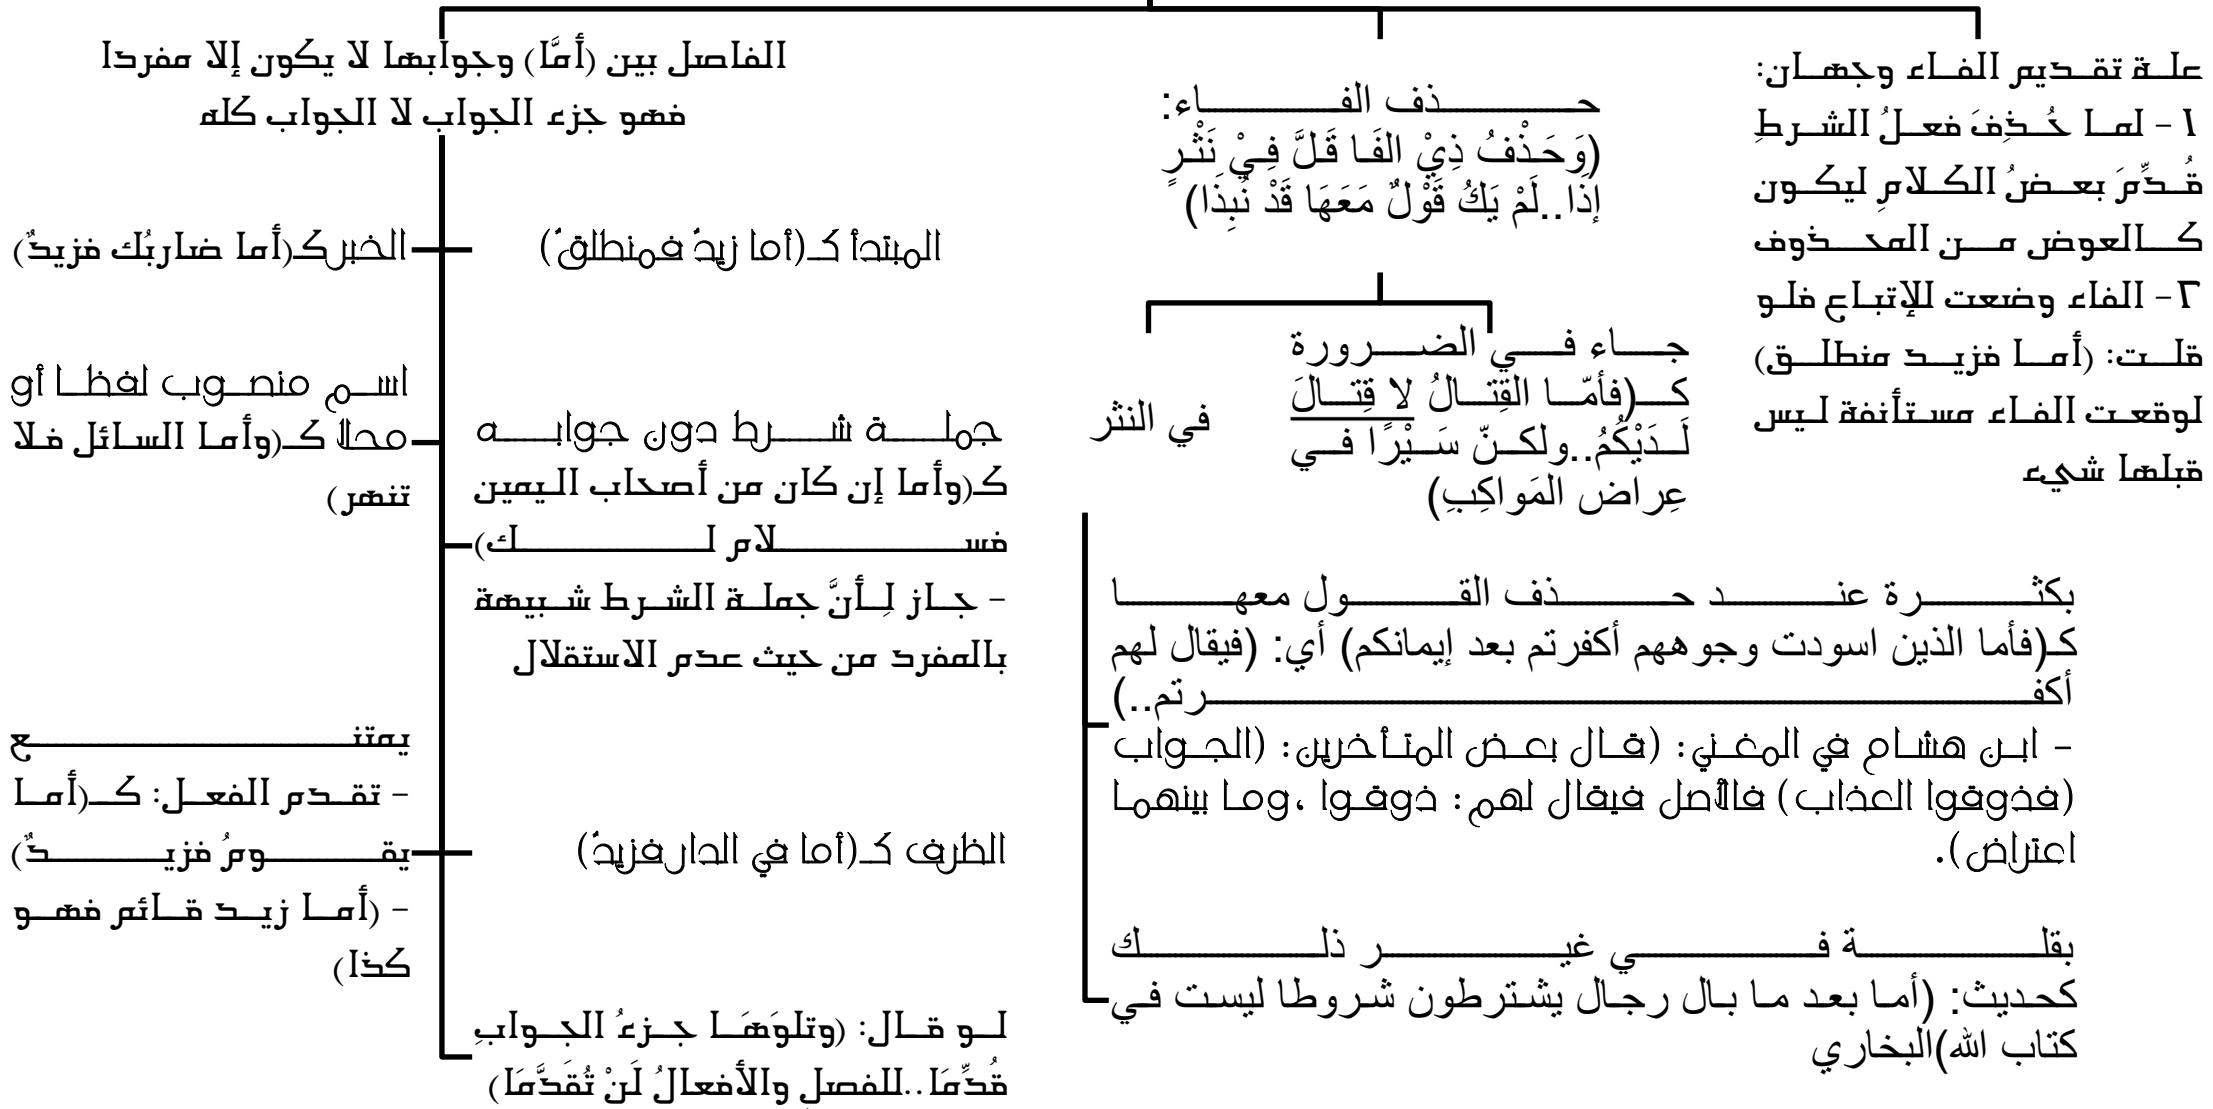 علة تقديم الفاء وجهان:
١- لما حُذِفَ فعلُ الشرطِ
قُدِّمَ بعضُ الكلامِ ليكون
كالعوض من المحذوف
٢- الفاء وضعت للإتباع فلو
قلت: (أما فزيد منطلق)
لوقعت الفاء مستأنفة ليس
قبلها شيء
حذف الفاء:
(وَحَذْفُ ذِيْ الفَا قَلَّ فِيْ نَثْرٍ
إِذَا..لَمْ يَكُ قَوْلٌ مَعَهَا قَدْ نُبِذَا)
جاء في الضرورة
كـ(فأمّا القِتالُ لا قِتالَ
لَدَيْكُمُ..ولكنّ سَيْرًا في
عِراض المَواكِبِ)
في النثر
بكثرة عند حذف القول معها
كـ(فأما الذين اسودت وجوههم أكفرتم بعد إيمانكم) أي: (فيقال لهم
أكفرتم..)
- ابن هشام في المغني: (قال بعض المتأخرين: (الجواب
(فذوقوا العذاب) فالأصل فيقال لهم: ذوقوا ،وما بينهما
اعتراض).
بقلة في غير ذلك
كحديث: (أما بعد ما بال رجال يشترطون شروطا ليست في
كتاب الله)البخاري
الفاصل بين (أمَّا) وجوابها لا يكون إلا مفردا
فهو جزء الجواب لا الجواب كله
المبتدأ كـ(أما زيدٌ فمنطلقٌ)
الخبر كـ(أما ضاربُك فزيدٌ)
جملة شرط دون جوابه
كـ(وأما إن كان من أصحاب اليمين
فسلام لك)
- جاز لِأنَّ جملة الشرط شبيهة
بالمفرد من حيث عدم الاستقلال
اسم منصوب لفظا أو
محلا كـ(وأما السائل فلا
تنهر)
الظرف كـ(أما في الدار فزيدٌ)
يمتنع
- تقدم الفعل: كـ(أما
يقومُ فزيدٌ)
- (أما زيد قائم فهو
كذا)
لو قال: (وتلوَهَا جزءُ الجوابِ
قُدِّمَا..للفصلِ والأفعالُ لَنْ تُقَدَّمَا)